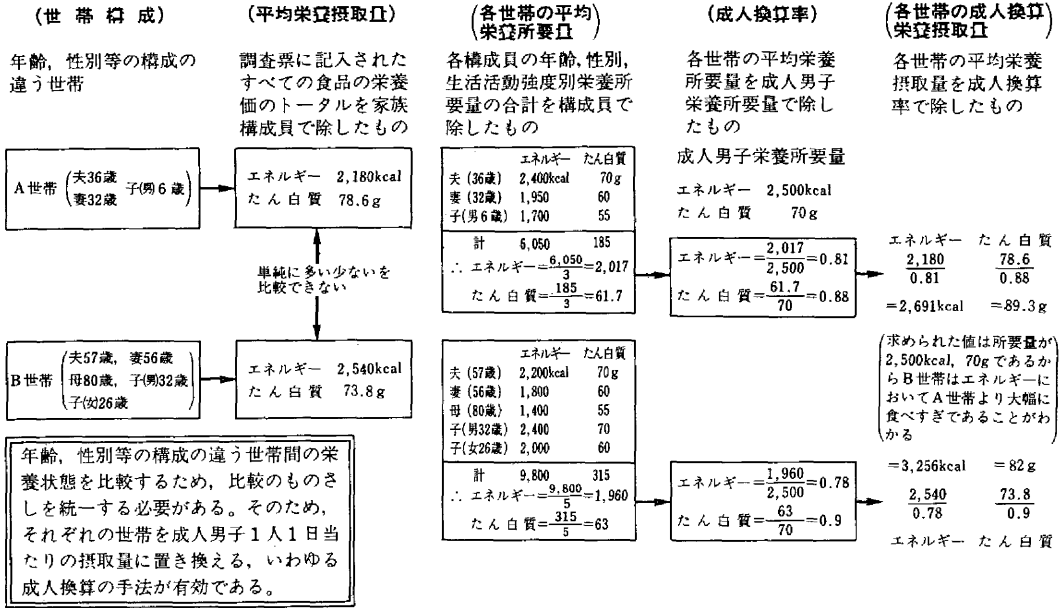 (世帯構成)
年齢,性別等の構成の
違う世帯
(平均栄養摂取量)
調査票に記入された
すべての食品の栄養
価のトータルを家族
構成員で除したもの
(各世帯の平均
栄養所要量)
各構成員の年齢,性別,
生活活動強度別栄養所
要量の合計を構成員で
除したもの
(成人換算率)
各世帯の平均栄養
所要量を成人男子
栄養所要量で除し
たもの
(各世帯の成人換算
栄養摂取量)
各世帯の平均栄養
摂取量を成人換算
率で除したもの
A世帯(夫36歳 妻32歳 子(男)6歳)
エネルギー 2,180kcal
たん白質 78.6g
エネルギー たん白質
夫(36歳) 2,400kcal 70g
妻(32歳) 1,950 60
子(男6歳) 1,700 55
計 6,050 185
∴ エネルギー=6,050/3=2,017
たん白質=185/3=61.7
成人男子栄養所要量
エネルギー 2,500kcal
たん白質 70g
エネルギー=2,017/2,500=0.81
たん白質=61.7/70=0.88
エネルギー たん白質
2,180/0.81 78.6/0.88
=2,691kcal =89.3g
単純に多い少ないを
比較できない
B世帯(夫57歳, 妻56歳
母80歳, 子(男)32歳
子(女)26歳)
エネルギー 2,540kcal
たん白質 73.8g
エネルギー たん白質
夫(57歳) 2,200kcal 70g
妻(56歳) 1,800 60
母(80歳) 1,400 55
子(男32歳) 2,400 70
子(女26歳) 2,000 60
計 9,800 315
∴ エネルギー=9,800/5=1,960
たん白質=315/5=63
エネルギー=1,960/2,500=0.78
たん白質=63/70=0.9
(求められた値は所要量が
2,500kcal, 70gであるか
らB世帯はエネルギーに
おいてA世帯より大幅に
食べすぎであることがわ
かる)
=3,256kcal =82g
2,540/0.78 73.8/0.9
エネルギー たん白質
年齢,性別等の構成の違う世帯間の栄
養状態を比較するため,比較のものさ
しを統一する必要がある。そのため,
それぞれの世帯を成人男子1人1日当
たりの摂取量に置き換える,いわゆる
成人換算の手法が有効である。